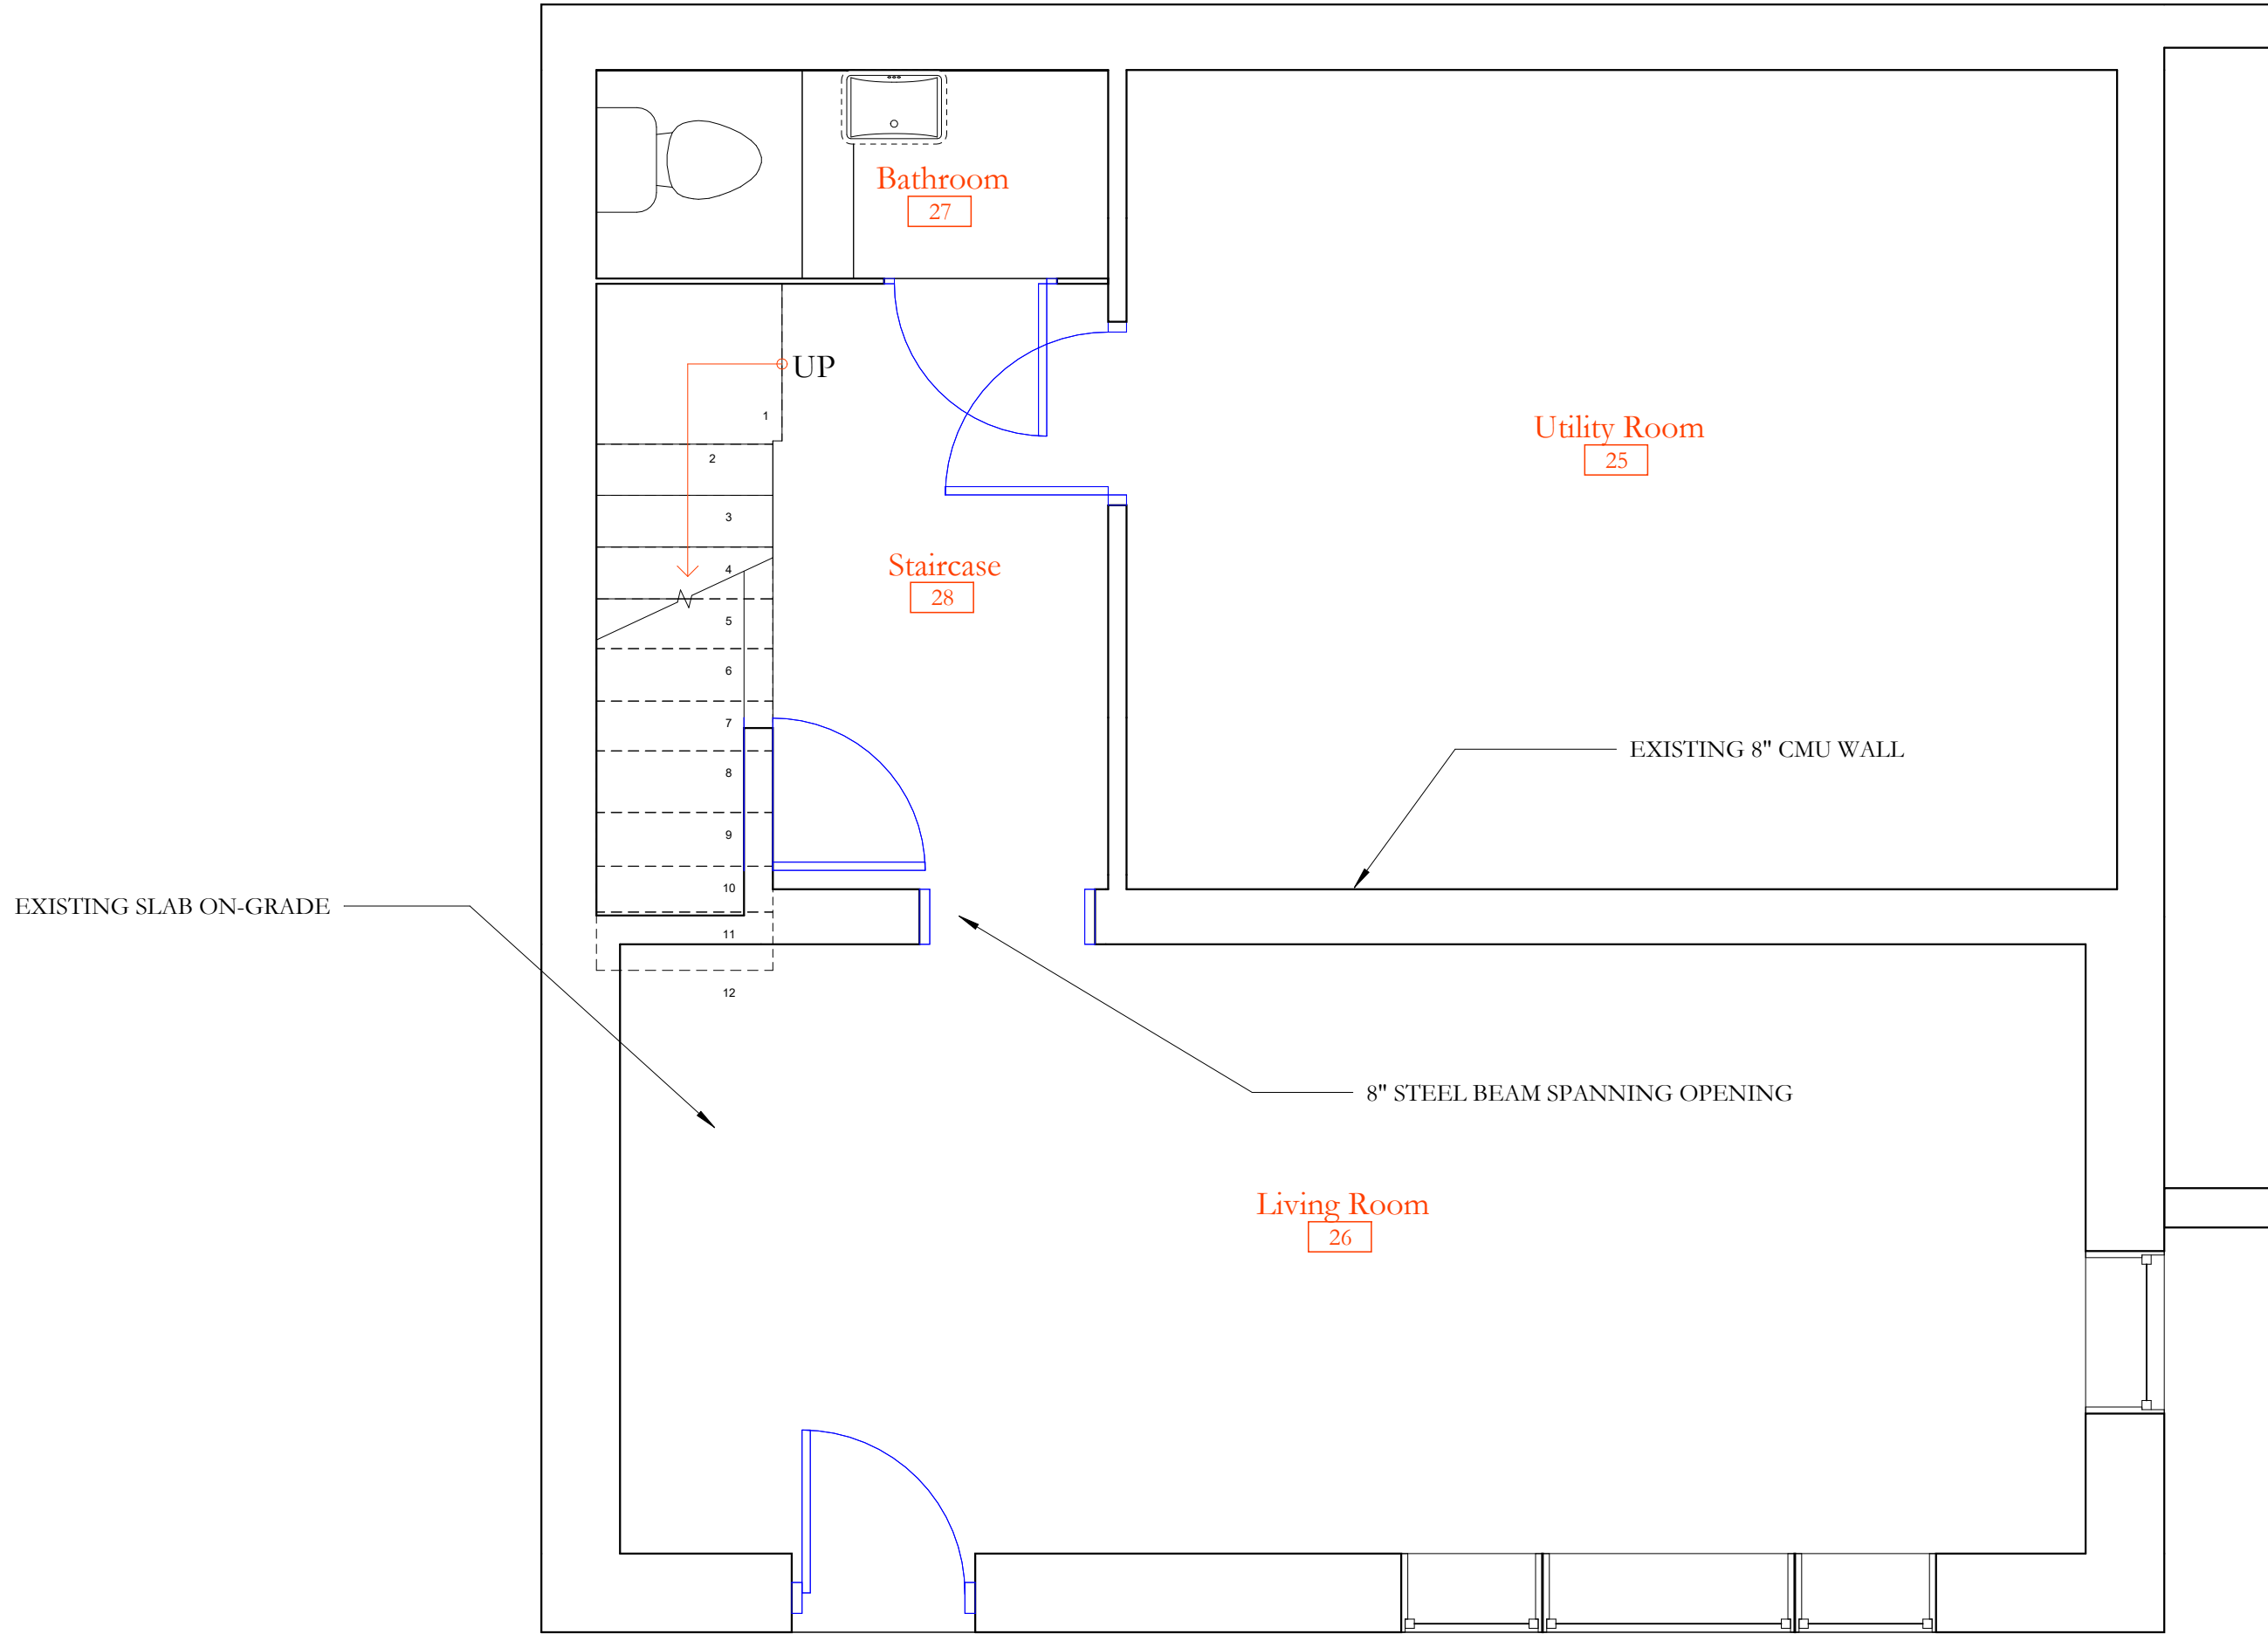 Bathroom
27
UP
1
2
3
4
5
6
7
8
9
10
11
12
Utility Room
25
Staircase
28
EXISTING 8" CMU WALL
EXISTING SLAB ON-GRADE
8" STEEL BEAM SPANNING OPENING
Living Room
26